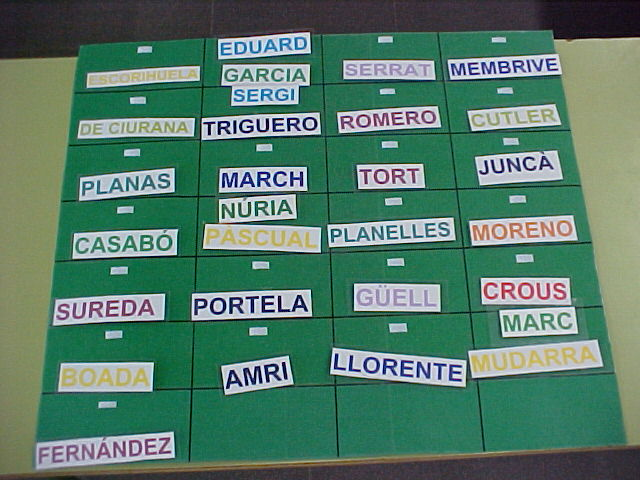 ESCORIHUELA
EDUARD
GARCIA
SERRAT
MEMBRIVE
DE CIURANA
SERGI
TRIGUERO
ROMERO
CUTLER
PLANAS
MARCH
TORT
JUNCÀ
CASABÓ
NÚRIA
PASCUAL
PLANELLES
MORENO
SUREDA
PORTELA
GÜELL
CROUS
BOADA
AMRI
LLORENTE
MARC
MUDARRA
FERNÁNDEZ